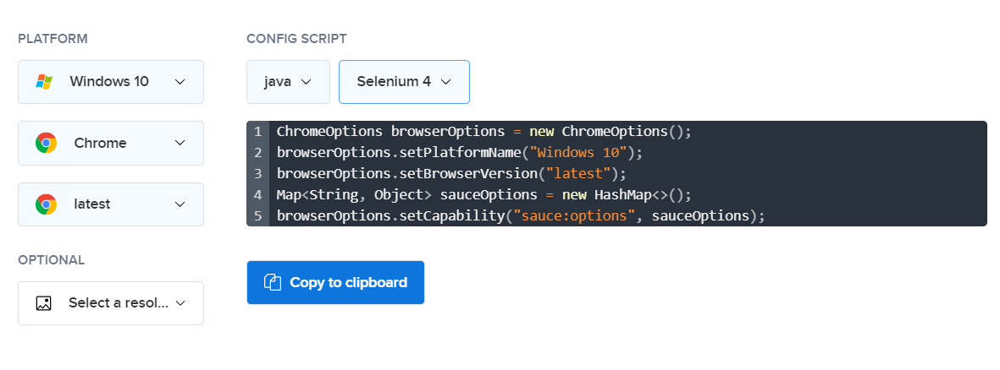 PLATFORM
CONFIG SCRIPT
Windows 10
java
Selenium 4
Chrome
latest
1 ChromeOptions browserOptions = new ChromeOptions();
2 browserOptions.setPlatformName("Windows 10");
3 browserOptions.setBrowserVersion("latest");
4 Map<String, Object> sauceOptions = new HashMap<>();
5 browserOptions.setCapability("sauce:options", sauceOptions);
OPTIONAL
Select a resol...
Copy to clipboard